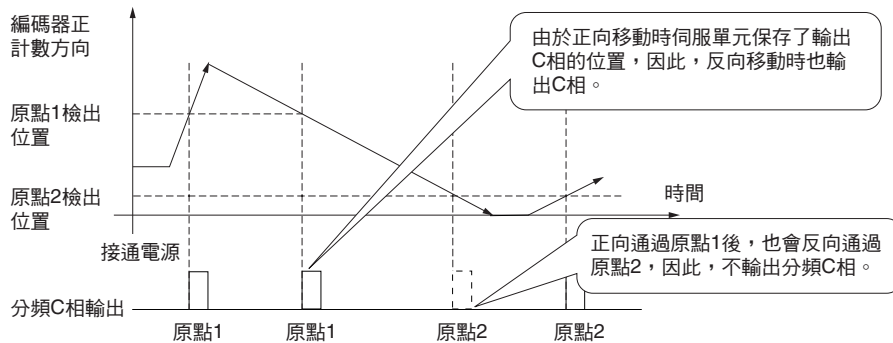 編碼器正
計數方向
由於正向移動時伺服單元保存了輸出
C相的位置，因此，反向移動時也輸
出C相。
原點1檢出
位置
原點2檢出
位置
時間
接通電源
正向通過原點1後，也會反向通過
原點2，因此，不輸出分頻C相。
分頻C相輸出
原點1
原點1
原點2
原點2